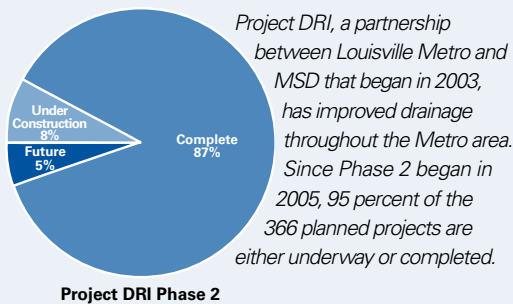 Under
Construction
8%
Future
5%
Complete
87%
Project DRI Phase 2
Project DRI, a partnership
between Louisville Metro and
MSD that began in 2003,
has improved drainage
throughout the Metro area.
Since Phase 2 began in
2005, 95 percent of the
366 planned projects are
either underway or completed.